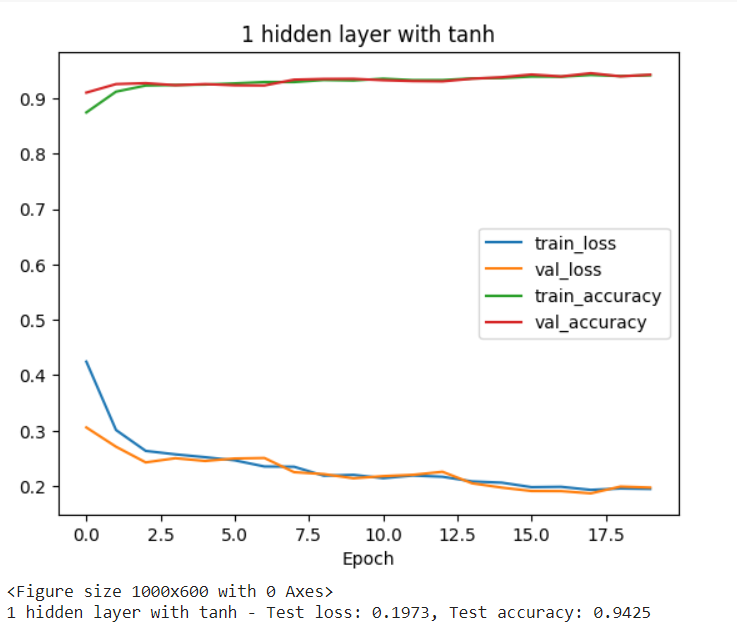 1 hidden layer with tanh
0.9
0.8
0.7
0.6
0.5
0.4
0.3
0.2
train_loss
val_loss
train_accuracy
val_accuracy
0.0 2.5 5.0 7.5 10.0 12.5 15.0 17.5
Epoch
<Figure size 1000x600 with 0 Axes>
1 hidden layer with tanh - Test loss: 0.1973, Test accuracy: 0.9425